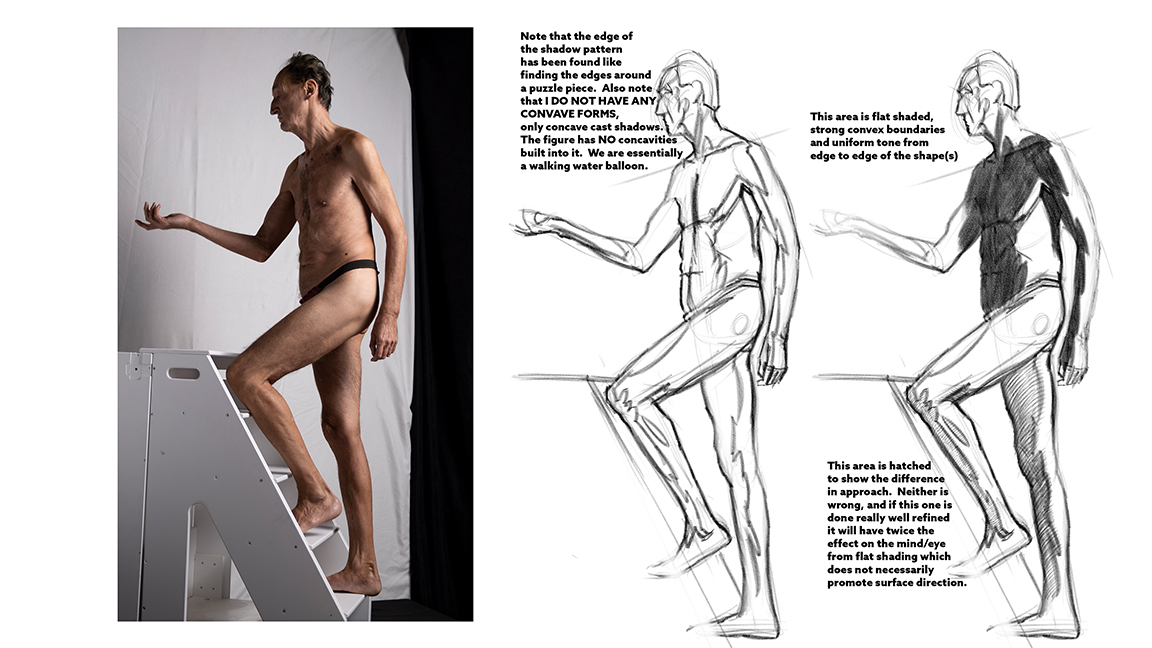 Note that the edge of
the shadow pattern
has been found like
finding the edges around
a puzzle piece.  Also note
that I DO NOT HAVE ANY
CONVAVE FORMS,
only concave cast shadows.
The figure has NO concavities
built into it.  We are essentially
a walking water balloon.
This area is flat shaded,
strong convex boundaries
and uniform tone from
edge to edge of the shape(s)
This area is hatched
to show the difference
in approach.  Neither is
wrong, and if this one is
done really well refined
it will have twice the
effect on the mind/eye
from flat shading which
does not necessarily
promote surface direction.